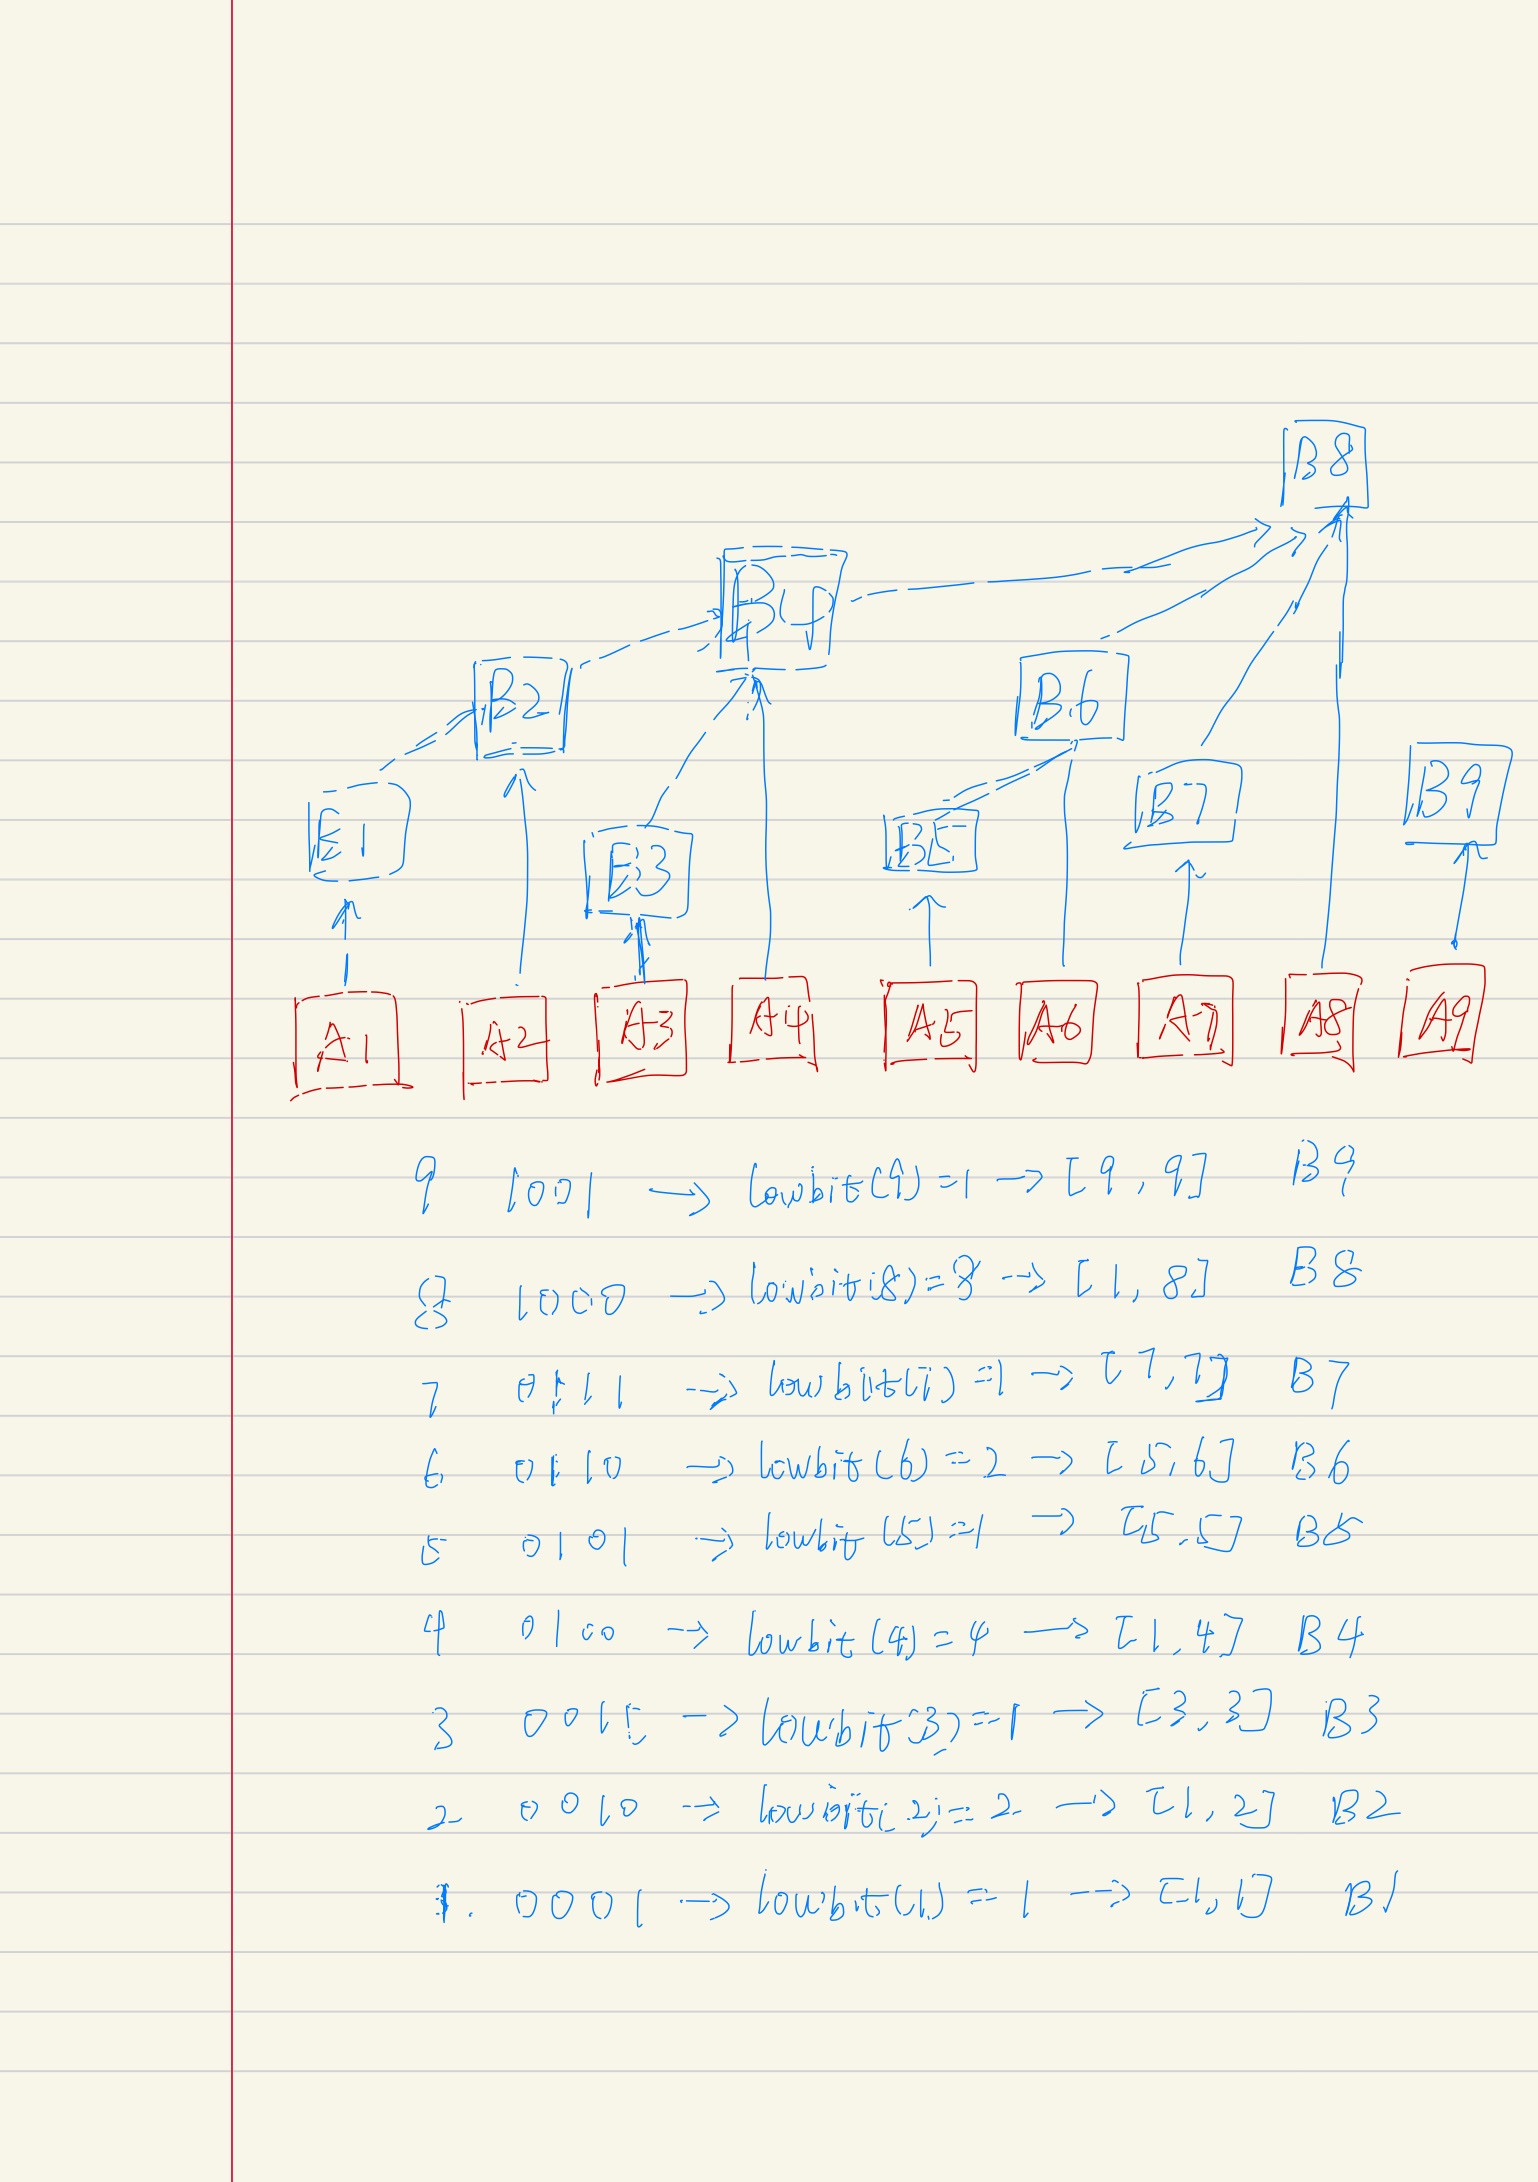 B8
B4
B2
B6
B1
B3
B5
B7
B9
A1 A2 A3 A4 A5 A6 A7 A8 A9
9 1001 → lowbit(9)=1 → [9,9] B9
8 1000 → lowbit(8)=8 → [1,8] B8
7 0111 → lowbit(7)=1 → [7,7] B7
6 0110 → lowbit(6)=2 → [5,6] B6
5 0101 → lowbit(5)=1 → [5,5] B5
4 0100 → lowbit(4)=4 → [1,4] B4
3 0011 → lowbit(3)=1 → [3,3] B3
2 0010 → lowbit(2)=2 → [1,2] B2
1. 0001 → lowbit(1)=1 → [1,1] B1